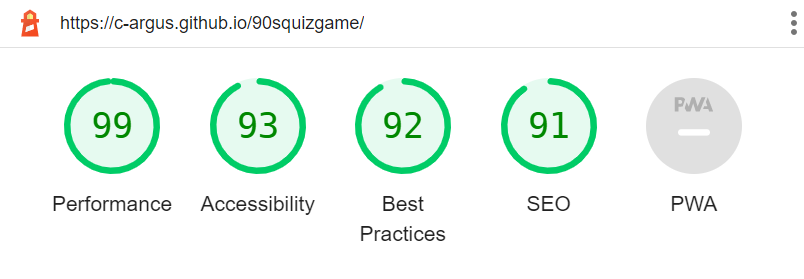 https://c-argus.github.io/90squizgame/
99 93 92 91 PWA
Performance Accessibility Best Practices SEO PWA